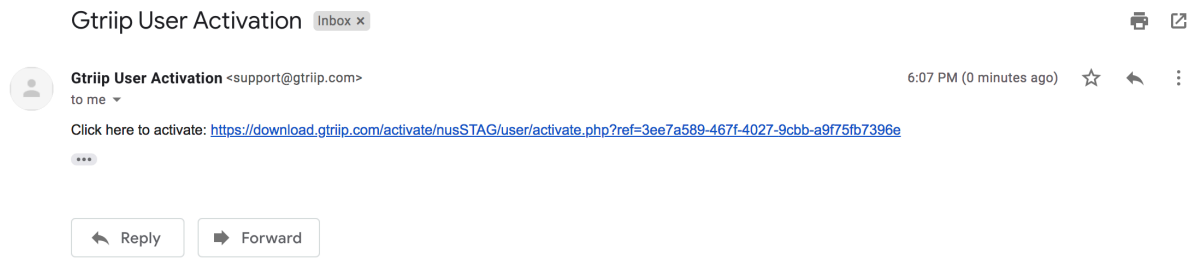 Gtriip User Activation Inbox ×
Gtriip User Activation <support@gtriip.com> 6:07 PM (0 minutes ago)
to me
Click here to activate: https://download.gtriip.com/activate/nusSTAG/user/activate.php?ref=3ee7a589-467f-4027-9cbb-a9f75fb7396e
Reply Forward